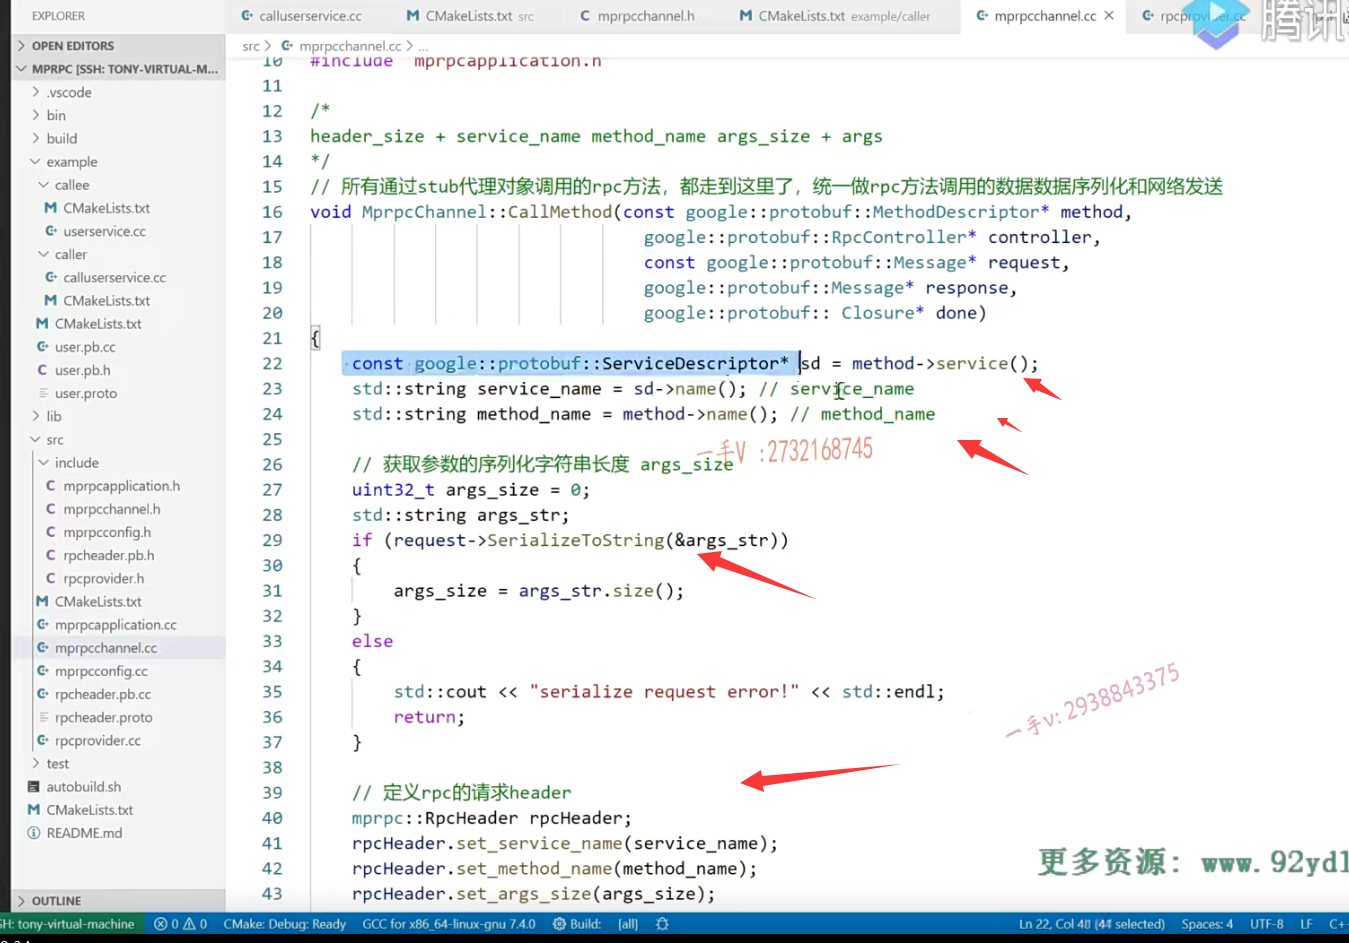 EXPLORER
calluserservice.cc
CMakeLists.txt src
mprpcchannel.h
CMakeLists.txt example/caller
mprpcchannel.cc
腾讯
OPEN EDITORS
MPRPC [SSH: TONY-VIRTUAL-M...
.vscode
bin
build
example
callee
CMakeLists.txt
userservice.cc
caller
calluserservice.cc
CMakeLists.txt
CMakeLists.txt
user.pb.cc
user.pb.h
user.proto
lib
src
include
mprpcapplication.h
mprpcchannel.h
mprpcconfig.h
rpcheader.pb.h
rpcprovider.h
CMakeLists.txt
mprpcapplication.cc
mprpcchannel.cc
mprpcconfig.cc
rpcheader.pb.cc
rpcheader.proto
rpcprovider.cc
test
autobuild.sh
CMakeLists.txt
README.md
OUTLINE
src > mprpcchannel.cc > ...
10 #include "mprpcapplication.h"
11
12 /*
13 header_size + service_name method_name args_size + args
14 */
15 // 所有通过stub代理对象调用的rpc方法，都走到这里了，统一做rpc方法调用的数据数据序列化和网络发送
16 void MprpcChannel::CallMethod(const google::protobuf::MethodDescriptor* method,
17 google::protobuf::RpcController* controller,
18 const google::protobuf::Message* request,
19 google::protobuf::Message* response,
20 google::protobuf:: Closure* done)
21 {
22 const google::protobuf::ServiceDescriptor* sd = method->service();
23 std::string service_name = sd->name(); // service_name
24 std::string method_name = method->name(); // method_name
25
一手V :2732168745
26 // 获取参数的序列化字符串长度 args_size
27 uint32_t args_size = 0;
28 std::string args_str;
29 if (request->SerializeToString(&args_str))
30 {
31 args_size = args_str.size();
32 }
33 else
34 {
35 std::cout << "serialize request error!" << std::endl;
36 return;
37 }
一手v: 2938843375
38
39 // 定义rpc的请求header
40 mprpc::RpcHeader rpcHeader;
41 rpcHeader.set_service_name(service_name);
42 rpcHeader.set_method_name(method_name);
43 rpcHeader.set_args_size(args_size);
更多资源: www.92yd
SH: tony-virtual-machine
0 0
CMake: Debug: Ready
GCC for x86_64-linux-gnu 7.4.0
Build:
[all]
Ln 22, Col 48 (44 selected)
Spaces: 4
UTF-8
LF